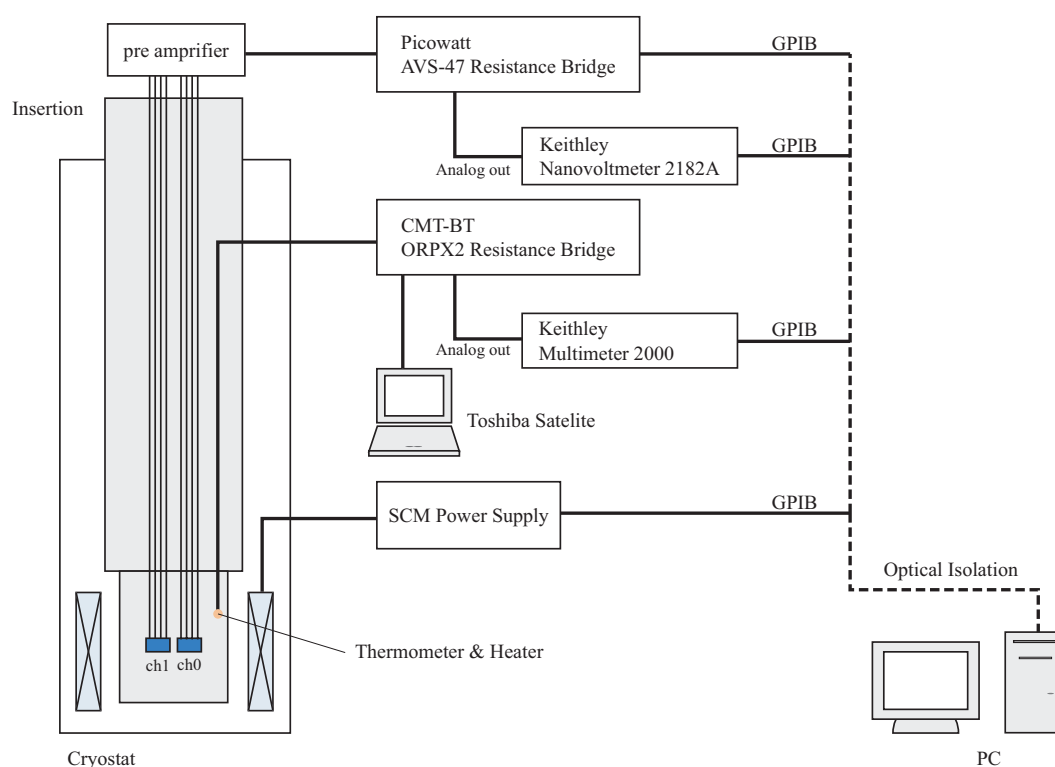 pre amprifier
Picowatt
AVS-47 Resistance Bridge
GPIB
Insertion
Keithley
Nanovoltmeter 2182A
GPIB
Analog out
CMT-BT
ORPX2 Resistance Bridge
Keithley
Multimeter 2000
GPIB
Analog out
Toshiba Satelite
SCM Power Supply
GPIB
Optical Isolation
Thermometer & Heater
ch1
ch0
Cryostat
PC